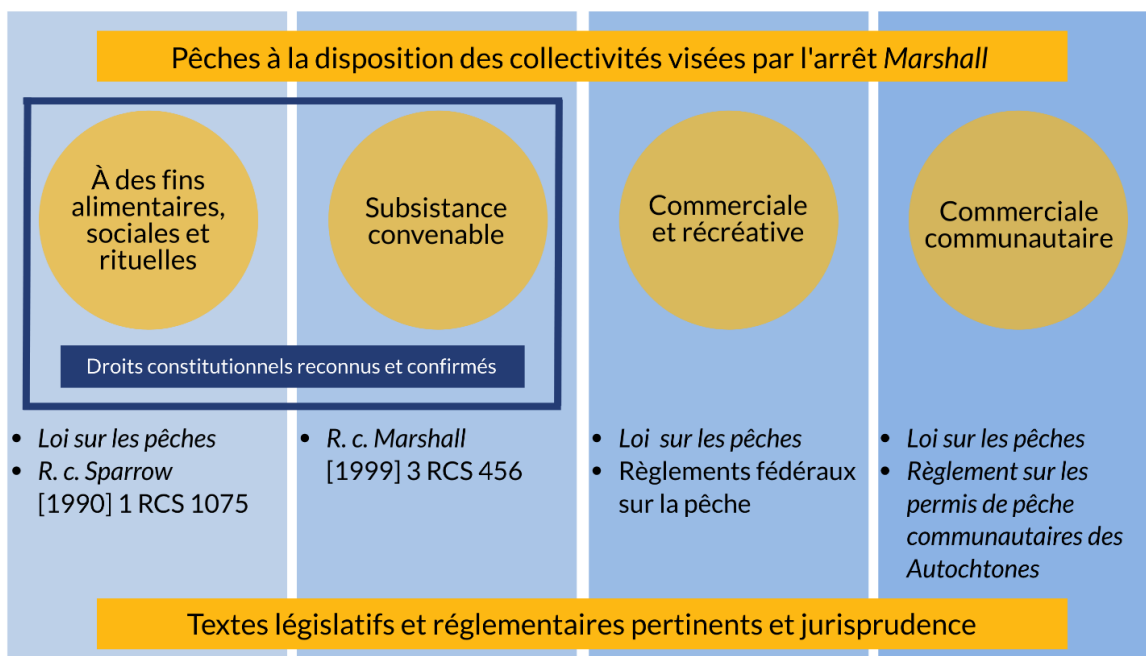 Pêches à la disposition des collectivités visées par l'arrêt Marshall
À des fins
alimentaires,
sociales et
rituelles
Subsistance
convenable
Commerciale
et récréative
Commerciale
communautaire
Droits constitutionnels reconnus et confirmés
• Loi sur les pêches
• R. c. Sparrow
[1990] 1 RCS 1075
• R. c. Marshall
[1999] 3 RCS 456
• Loi sur les pêches
• Règlements fédéraux
sur la pêche
• Loi sur les pêches
• Règlement sur les
permis de pêche
communautaires des
Autochtones
Textes législatifs et réglementaires pertinents et jurisprudence